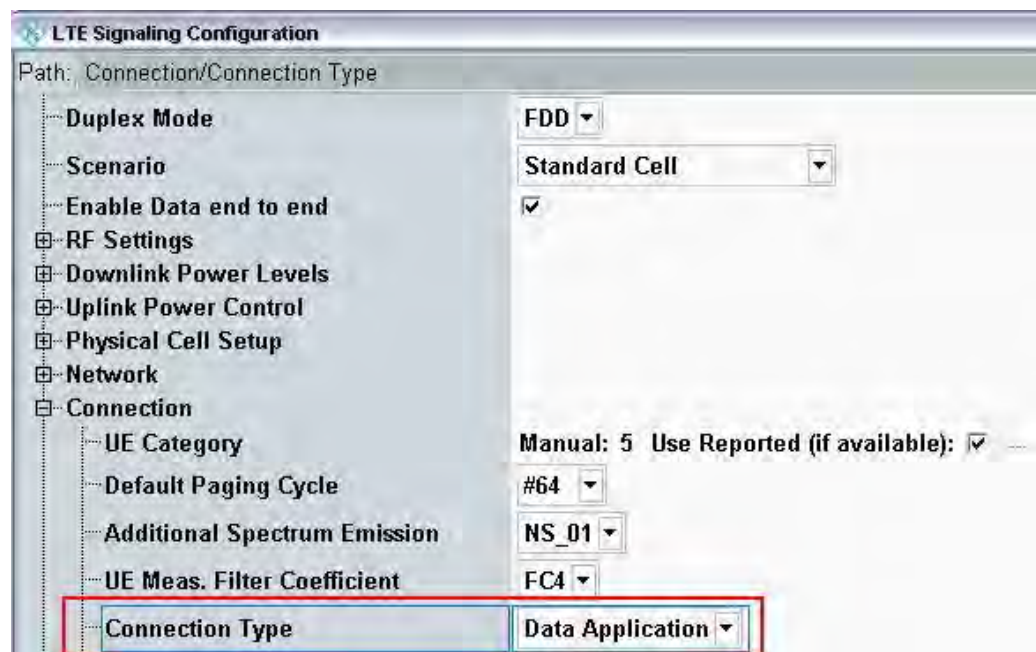 LTE Signaling Configuration
Path: Connection/Connection Type
Duplex Mode FDD
Scenario Standard Cell
Enable Data end to end
RF Settings
Downlink Power Levels
Uplink Power Control
Physical Cell Setup
Network
Connection
UE Category Manual: 5 Use Reported (if available): ...
Default Paging Cycle #64
Additional Spectrum Emission NS_01
UE Meas. Filter Coefficient FC4
Connection Type Data Application